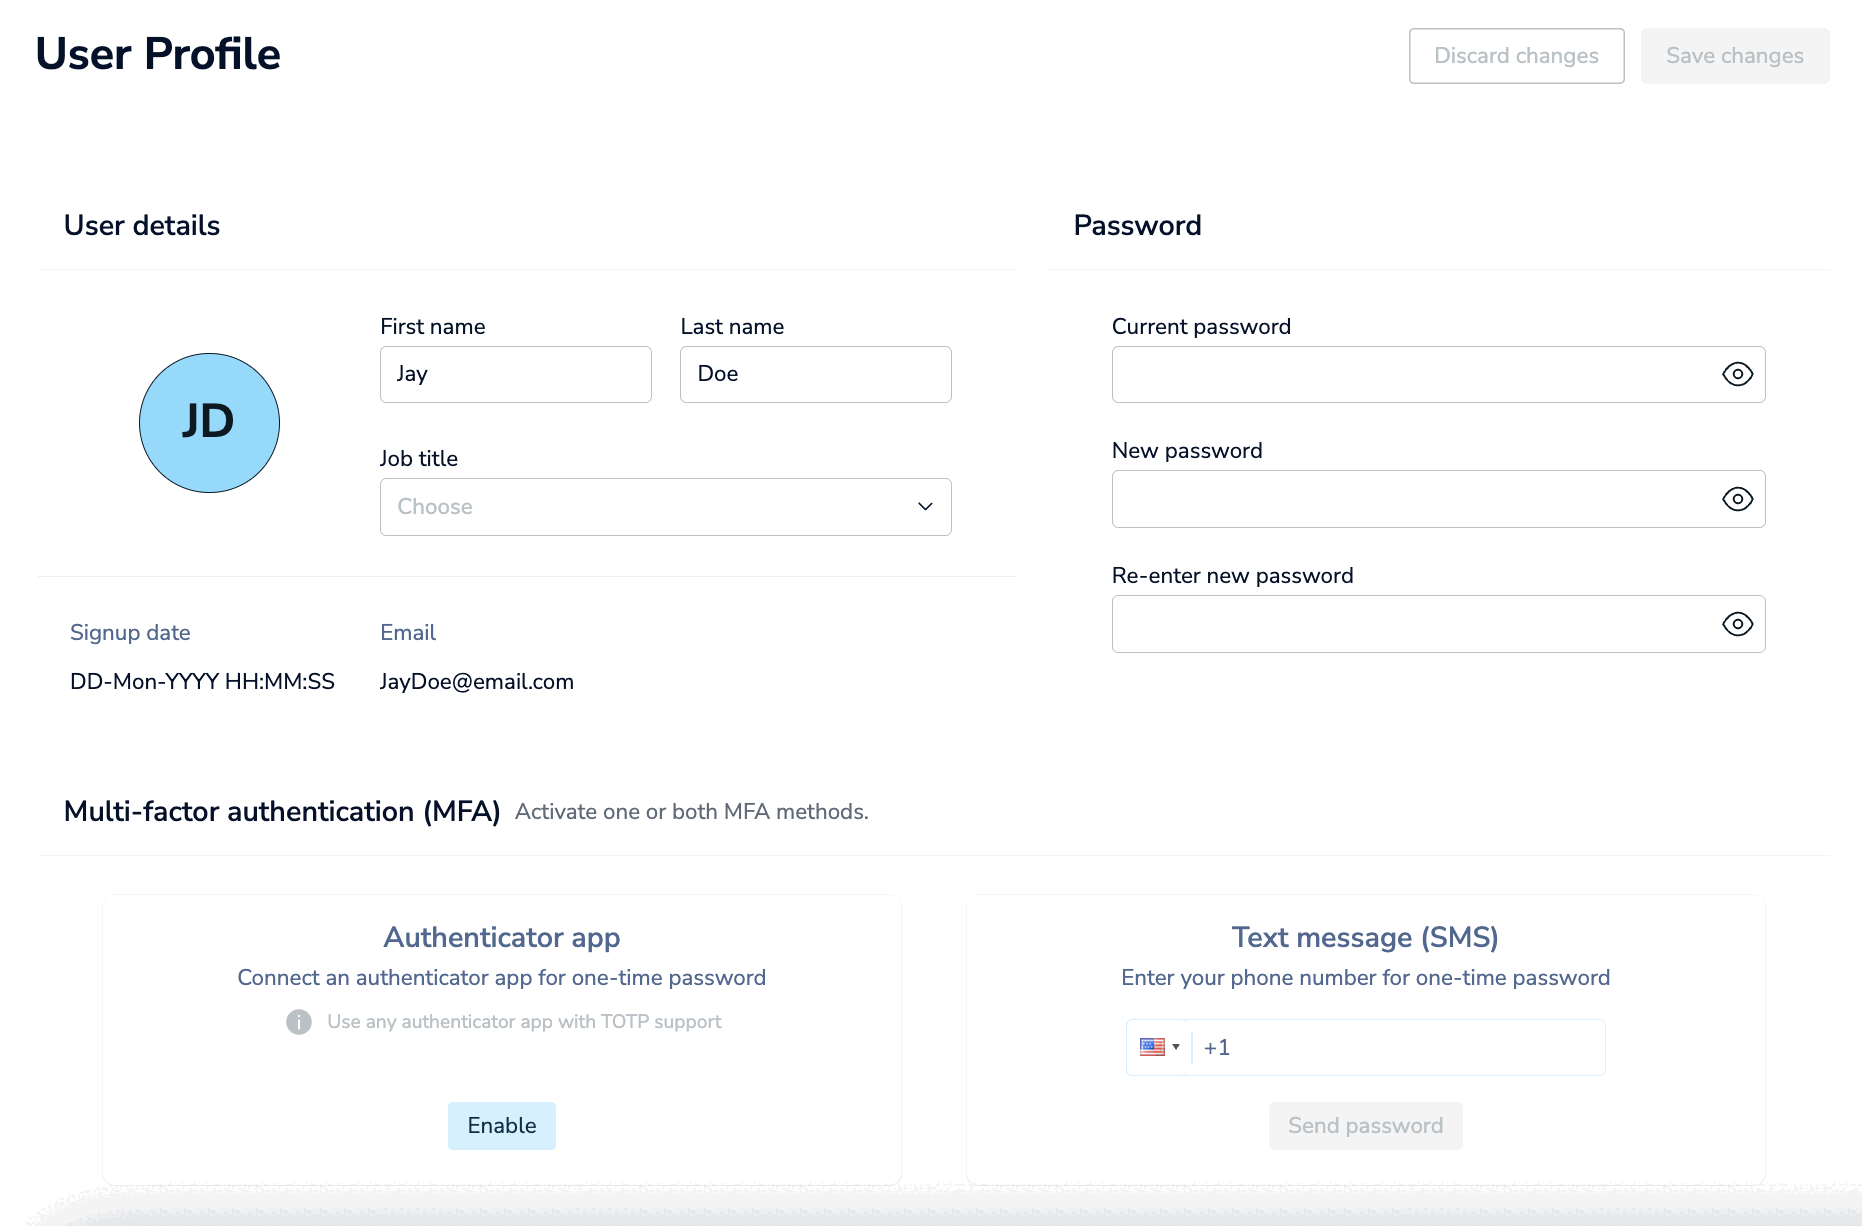 User Profile
Discard changes
Save changes
User details
First name
Last name
Jay
Doe
JD
Job title
Choose
Signup date
Email
DD-Mon-YYYY HH:MM:SS
JayDoe@email.com
Password
Current password
New password
Re-enter new password
Multi-factor authentication (MFA) Activate one or both MFA methods.
Authenticator app
Connect an authenticator app for one-time password
i Use any authenticator app with TOTP support
Enable
Text message (SMS)
Enter your phone number for one-time password
+1
Send password